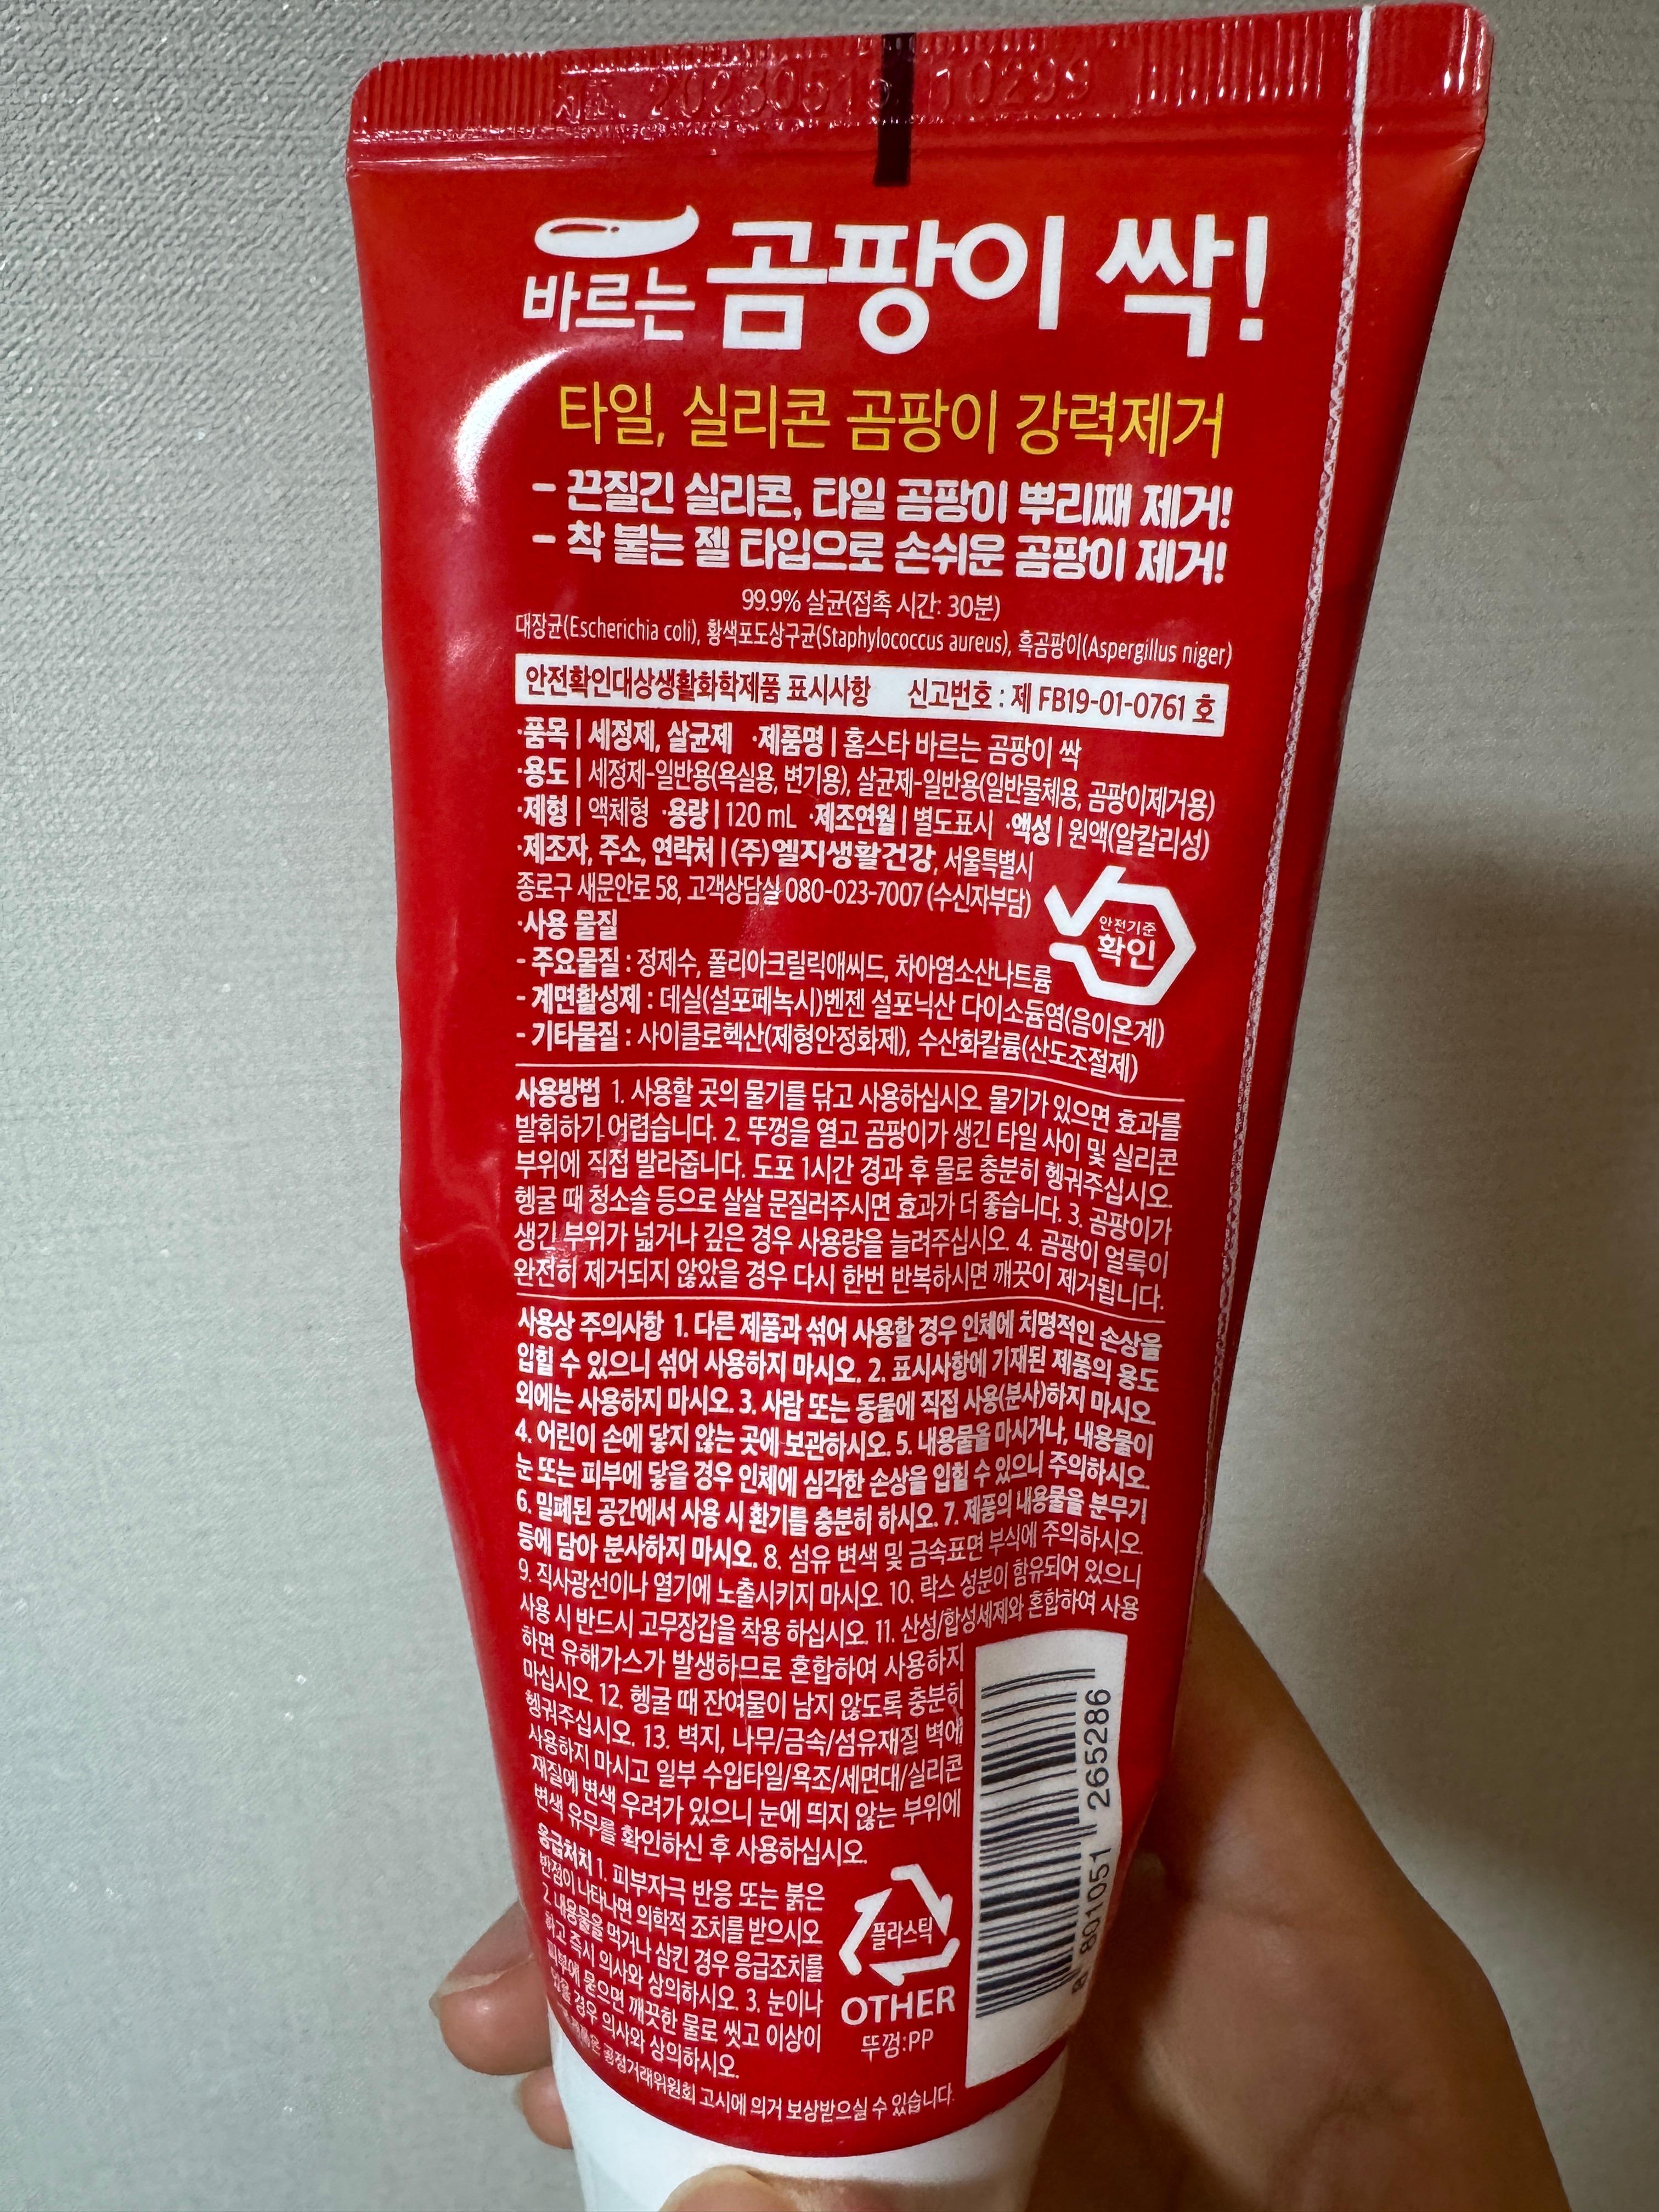 제조. 20230515 10299
바르는 곰팡이 싹!
타일, 실리콘 곰팡이 강력제거
- 끈질긴 실리콘, 타일 곰팡이 뿌리째 제거!
- 착 붙는 젤 타입으로 손쉬운 곰팡이 제거!
99.9% 살균(접촉 시간: 30분)
대장균(Escherichia coli), 황색포도상구균(Staphylococcus aureus), 흑곰팡이(Aspergillus niger)
안전확인대상생활화학제품 표시사항 신고번호 : 제 FB19-01-0761 호
·품목 | 세정제, 살균제 ·제품명 | 홈스타 바르는 곰팡이 싹
·용도 | 세정제-일반용(욕실용, 변기용), 살균제-일반용(일반물체용, 곰팡이제거용)
·제형 | 액체형 ·용량 | 120 mL ·제조연월 | 별도표시 ·액성 | 원액(알칼리성)
·제조자, 주소, 연락처 | (주)엘지생활건강, 서울특별시
종로구 새문안로 58, 고객상담실 080-023-7007 (수신자부담)
안전기준
확인
·사용 물질
- 주요물질 : 정제수, 폴리아크릴릭애씨드, 차아염소산나트륨
- 계면활성제 : 데실(설포페녹시)벤젠 설포닉산 다이소듐염(음이온계)
- 기타물질 : 사이클로헥산(제형안정화제), 수산화칼륨(산도조절제)
사용방법 1. 사용할 곳의 물기를 닦고 사용하십시오. 물기가 있으면 효과를
발휘하기 어렵습니다. 2. 뚜껑을 열고 곰팡이가 생긴 타일 사이 및 실리콘
부위에 직접 발라줍니다. 도포 1시간 경과 후 물로 충분히 헹궈주십시오.
헹굴 때 청소솔 등으로 살살 문질러주시면 효과가 더 좋습니다. 3. 곰팡이가
생긴 부위가 넓거나 깊은 경우 사용량을 늘려주십시오. 4. 곰팡이 얼룩이
완전히 제거되지 않았을 경우 다시 한번 반복하시면 깨끗이 제거됩니다.
사용상 주의사항 1. 다른 제품과 섞어 사용할 경우 인체에 치명적인 손상을
입힐 수 있으니 섞어 사용하지 마시오. 2. 표시사항에 기재된 제품의 용도
외에는 사용하지 마시오. 3. 사람 또는 동물에 직접 사용(분사)하지 마시오.
4. 어린이 손에 닿지 않는 곳에 보관하시오. 5. 내용물을 마시거나, 내용물이
눈 또는 피부에 닿을 경우 인체에 심각한 손상을 입힐 수 있으니 주의하시오.
6. 밀폐된 공간에서 사용 시 환기를 충분히 하시오. 7. 제품의 내용물을 분무기
등에 담아 분사하지 마시오. 8. 섬유 변색 및 금속표면 부식에 주의하시오.
9. 직사광선이나 열기에 노출시키지 마시오. 10. 락스 성분이 함유되어 있으니
사용 시 반드시 고무장갑을 착용 하십시오. 11. 산성/합성세제와 혼합하여 사용
하면 유해가스가 발생하므로 혼합하여 사용하지
마십시오. 12. 헹굴 때 잔여물이 남지 않도록 충분히
헹궈주십시오. 13. 벽지, 나무/금속/섬유재질 벽에
사용하지 마시고 일부 수입타일/욕조/세면대/실리콘
재질에 변색 우려가 있으니 눈에 띄지 않는 부위에
변색 유무를 확인하신 후 사용하십시오.
응급처치 1. 피부자극 반응 또는 붉은
반점이 나타나면 의학적 조치를 받으시오.
2. 내용물을 먹거나 삼킨 경우 응급조치를
하고 즉시 의사와 상의하시오. 3. 눈이나
피부에 묻으면 깨끗한 물로 씻고 이상이
있을 경우 의사와 상의하시오.
공정거래위원회 고시에 의거 보상받으실 수 있습니다.
플라스틱
OTHER
뚜껑:PP
8 801051 265286